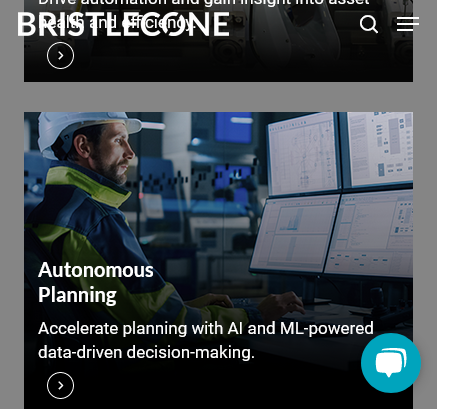 Drive automation and gain insight into asset
health and efficiency.
BRISTLECONE
Autonomous
Planning
Accelerate planning with AI and ML-powered
data-driven decision-making.